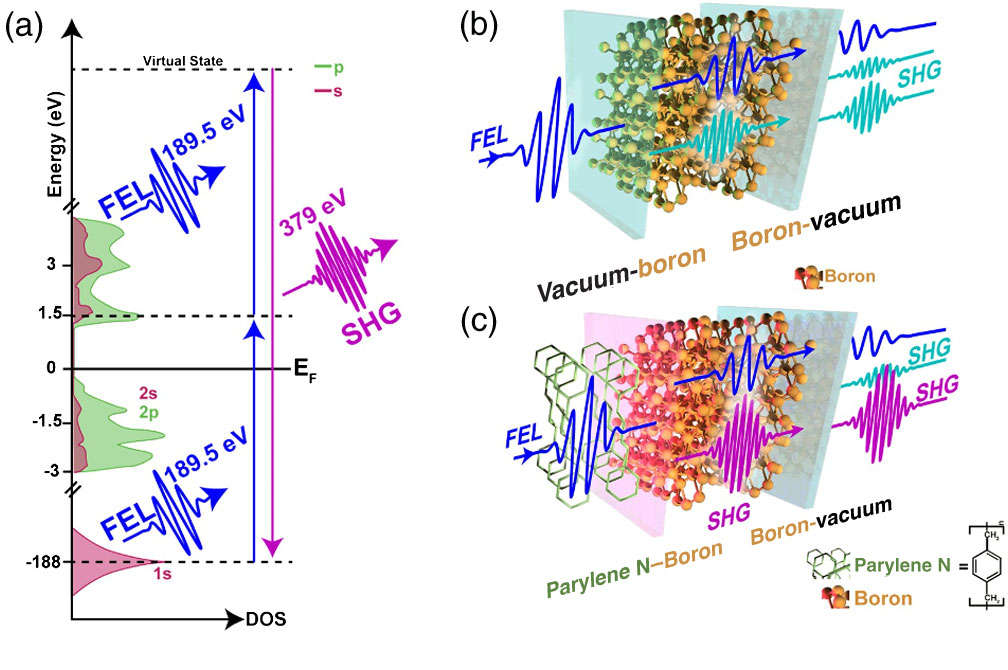 (a)
Energy (eV)
Virtual State
p
s
FEL 189.5 eV
379 eV
SHG
3
1.5
0
E_F
2s
2p
-1.5
-3
FEL 189.5 eV
-188
1s
DOS
(b)
FEL
SHG
Vacuum-boron
Boron-vacuum
Boron
(c)
FEL
SHG
SHG
SHG
Parylene N–Boron
Boron-vacuum
Parylene N =
Boron
CH2
CH2